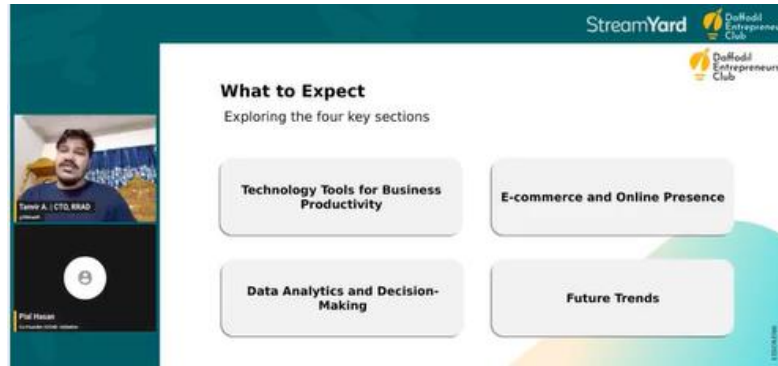 StreamYard
Daffodil
Entrepreneurs
Club
Daffodil
Entrepreneurs
Club
What to Expect
Exploring the four key sections
Technology Tools for Business
Productivity
E-commerce and Online Presence
Data Analytics and Decision-
Making
Future Trends
Tanvir A. | CTO, RRAD
Pial Hasan